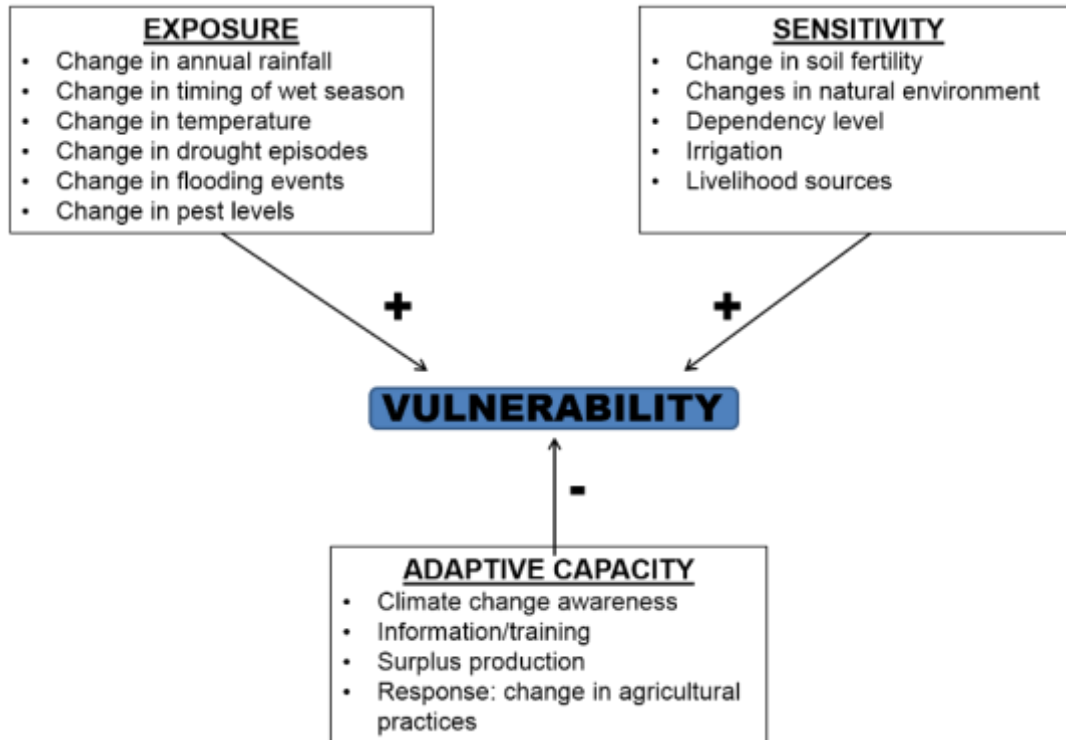 EXPOSURE
• Change in annual rainfall
• Change in timing of wet season
• Change in temperature
• Change in drought episodes
• Change in flooding events
• Change in pest levels
SENSITIVITY
• Change in soil fertility
• Changes in natural environment
• Dependency level
• Irrigation
• Livelihood sources
+
+
VULNERABILITY
-
ADAPTIVE CAPACITY
• Climate change awareness
• Information/training
• Surplus production
• Response: change in agricultural
practices